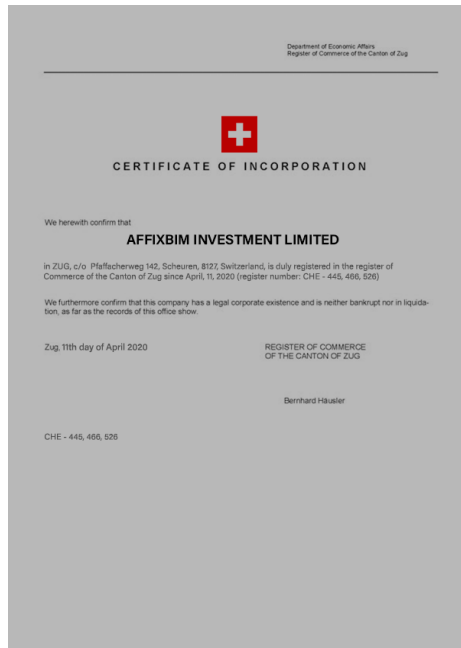 Department of Economic Affairs
Register of Commerce of the Canton of Zug
CERTIFICATE OF INCORPORATION
We herewith confirm that
AFFIXBIM INVESTMENT LIMITED
in ZUG, c/o Pfaffacherweg 142, Scheuren, 8127, Switzerland, is duly registered in the register of
Commerce of the Canton of Zug since April, 11, 2020 (register number: CHE - 445, 466, 526)
We furthermore confirm that this company has a legal corporate existence and is neither bankrupt nor in liquida-
tion, as far as the records of this office show.
Zug, 11th day of April 2020
REGISTER OF COMMERCE
OF THE CANTON OF ZUG
Bernhard Häusler
CHE - 445, 466, 526